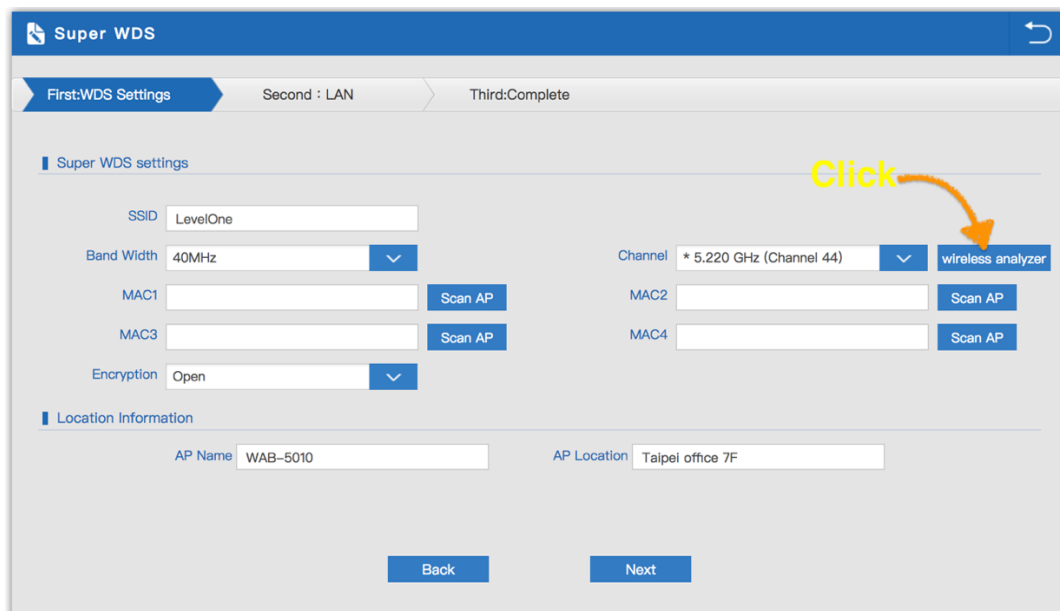 Super WDS
First:WDS Settings Second : LAN Third:Complete
Super WDS settings
Click
SSID LevelOne
Band Width 40MHz Channel * 5.220 GHz (Channel 44) wireless analyzer
MAC1 Scan AP MAC2 Scan AP
MAC3 Scan AP MAC4 Scan AP
Encryption Open
Location Information
AP Name WAB-5010 AP Location Taipei office 7F
Back Next